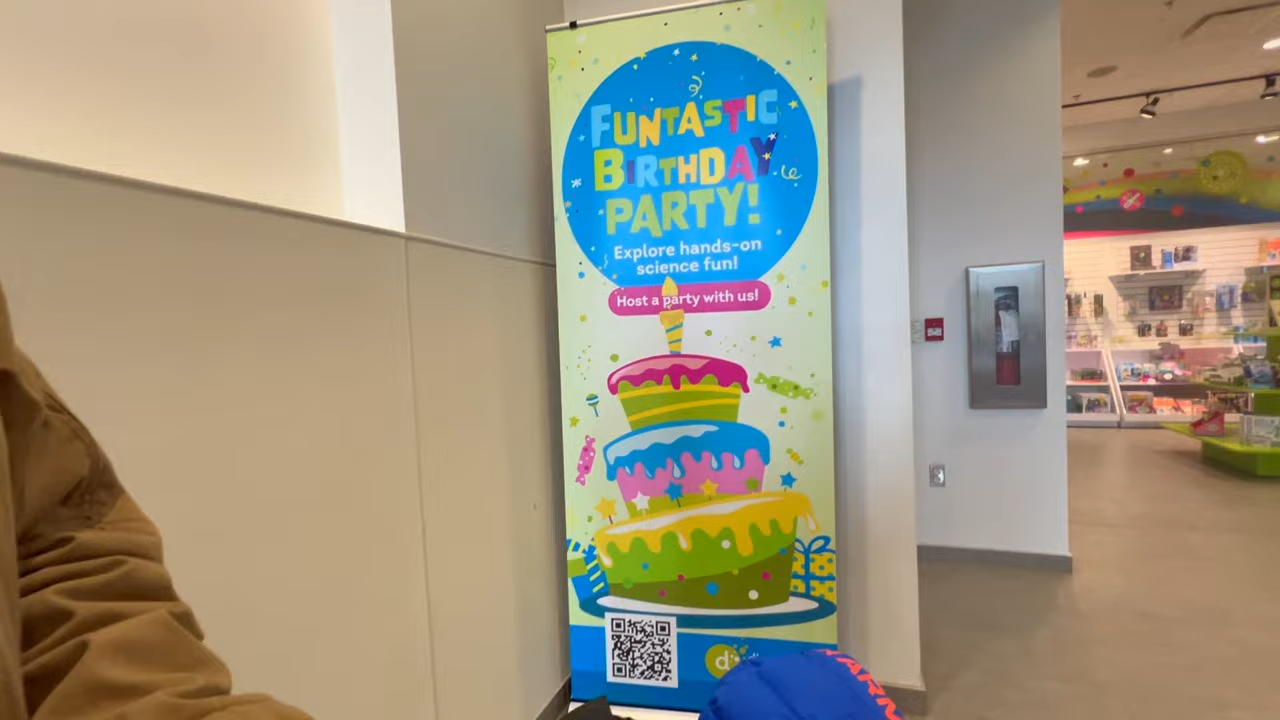 FUNTASTIC
BIRTHDAY
PARTY!
Explore hands-on
science fun!
Host a party with us!